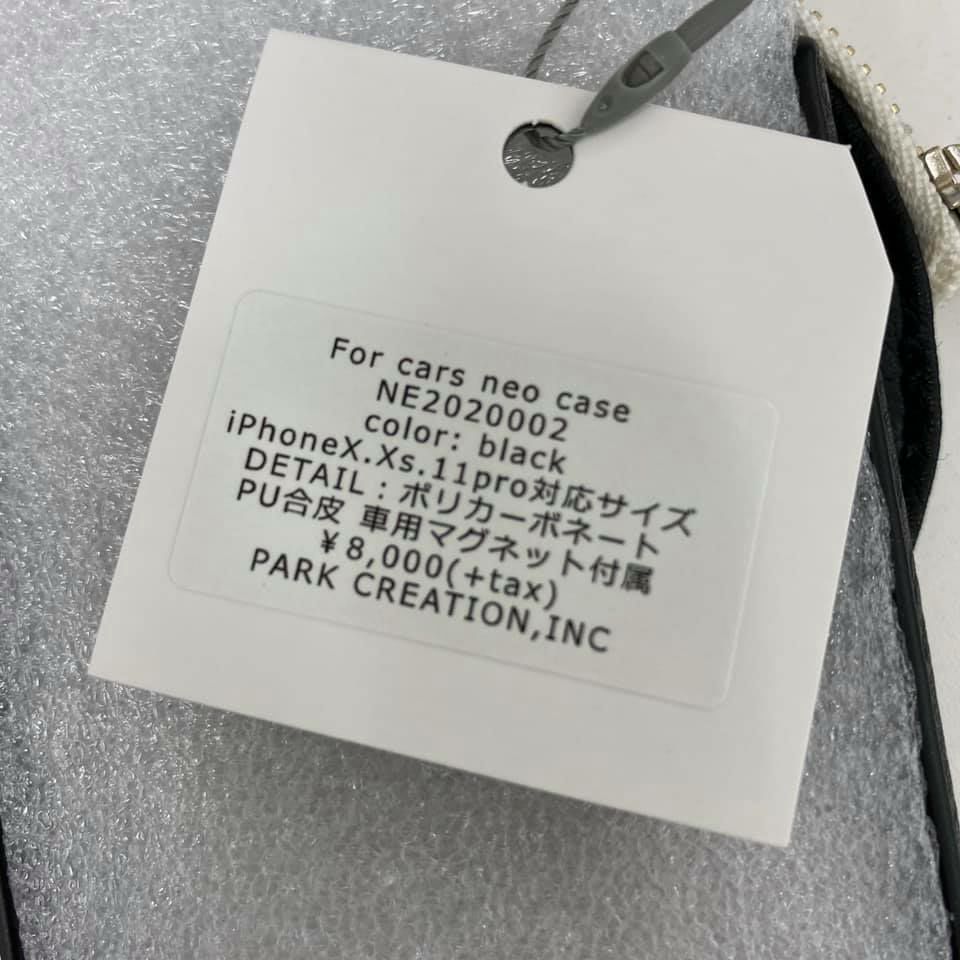 For cars neo case
NE2020002
color: black
iPhoneX.Xs.11pro対応サイズ
DETAIL：ポリカーボネート
PU合皮 車用マグネット付属
￥8,000(+tax)
PARK CREATION,INC